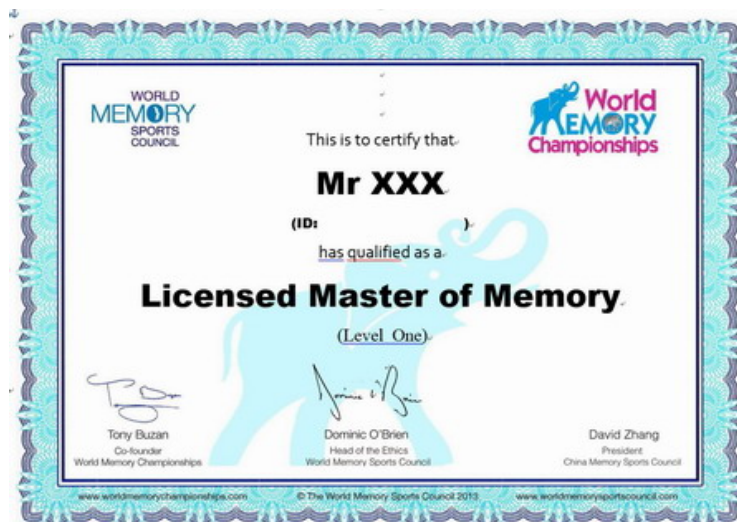 WORLD
MEMORY
SPORTS
COUNCIL
World
MEMORY
Championships
This is to certify that
Mr XXX
(ID: )
has qualified as a
Licensed Master of Memory
(Level One)
Tony Buzan
Co-founder
World Memory Championships
Dominic O'Brien
Head of the Ethics
World Memory Sports Council
David Zhang
President
China Memory Sports Council
www.worldmemorychampionships.com © The World Memory Sports Council 2013 www.worldmemorysportscouncil.com